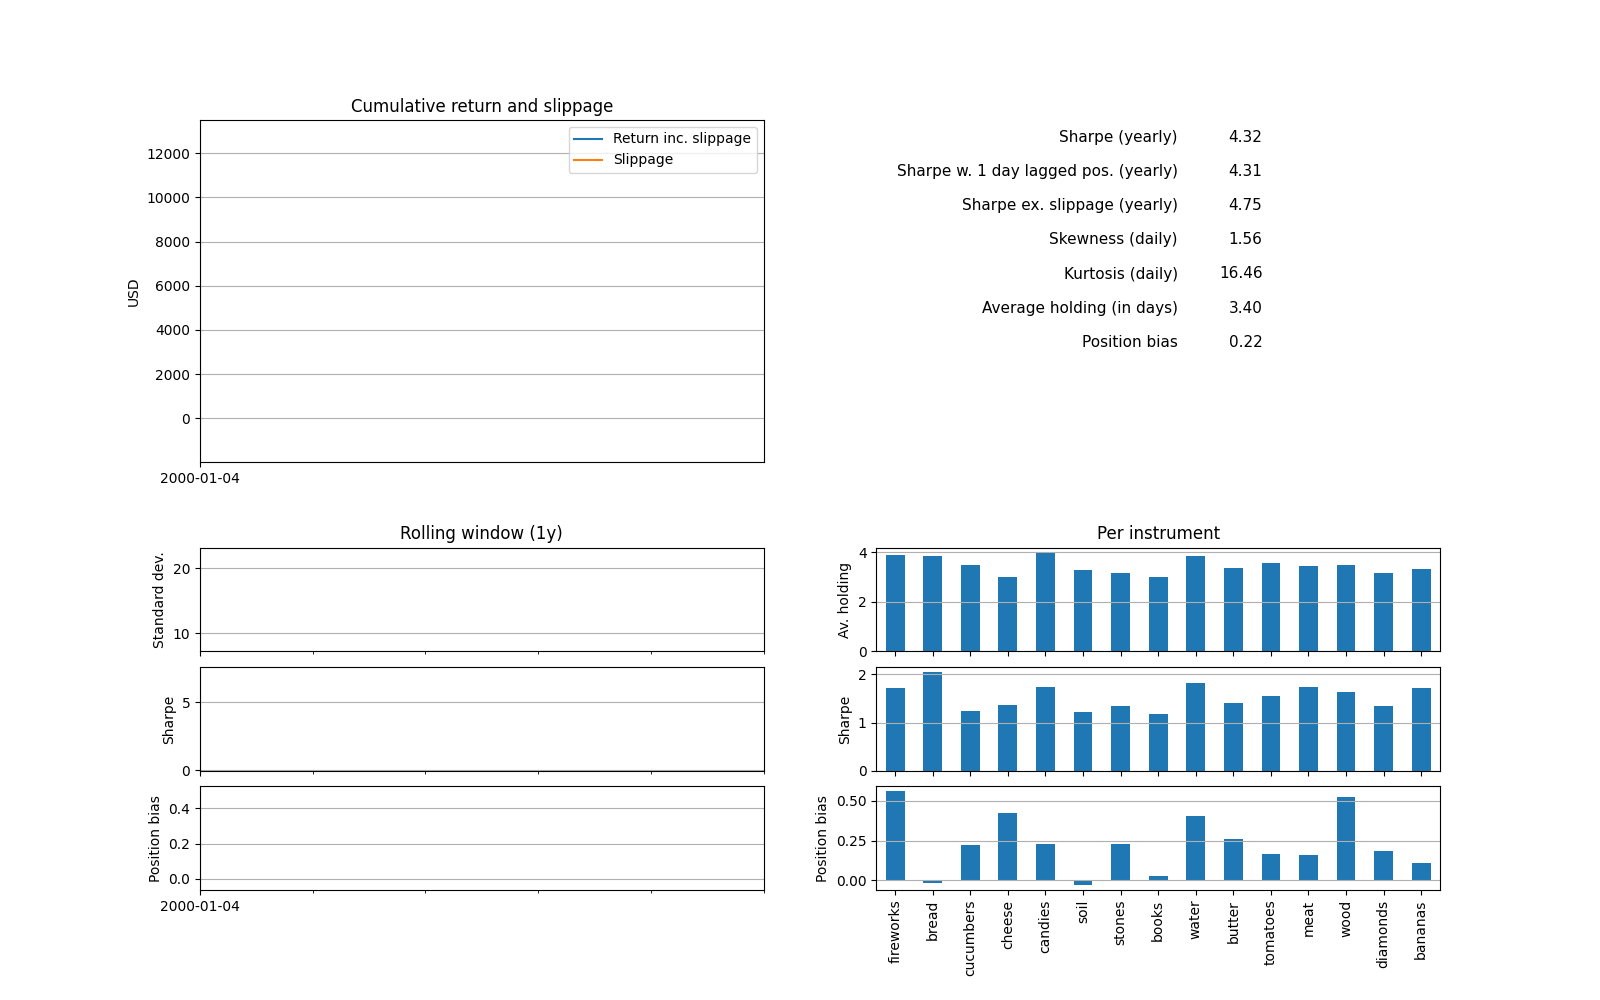 Cumulative return and slippage
Return inc. slippage
Slippage
USD
12000
10000
8000
6000
4000
2000
0
2000-01-04
Sharpe (yearly) 4.32
Sharpe w. 1 day lagged pos. (yearly) 4.31
Sharpe ex. slippage (yearly) 4.75
Skewness (daily) 1.56
Kurtosis (daily) 16.46
Average holding (in days) 3.40
Position bias 0.22
Rolling window (1y)
Standard dev.
20
10
Sharpe
5
0
Position bias
0.4
0.2
0.0
2000-01-04
Per instrument
Av. holding
4
2
0
Sharpe
2
1
0
Position bias
0.50
0.25
0.00
fireworks
bread
cucumbers
cheese
candies
soil
stones
books
water
butter
tomatoes
meat
wood
diamonds
bananas